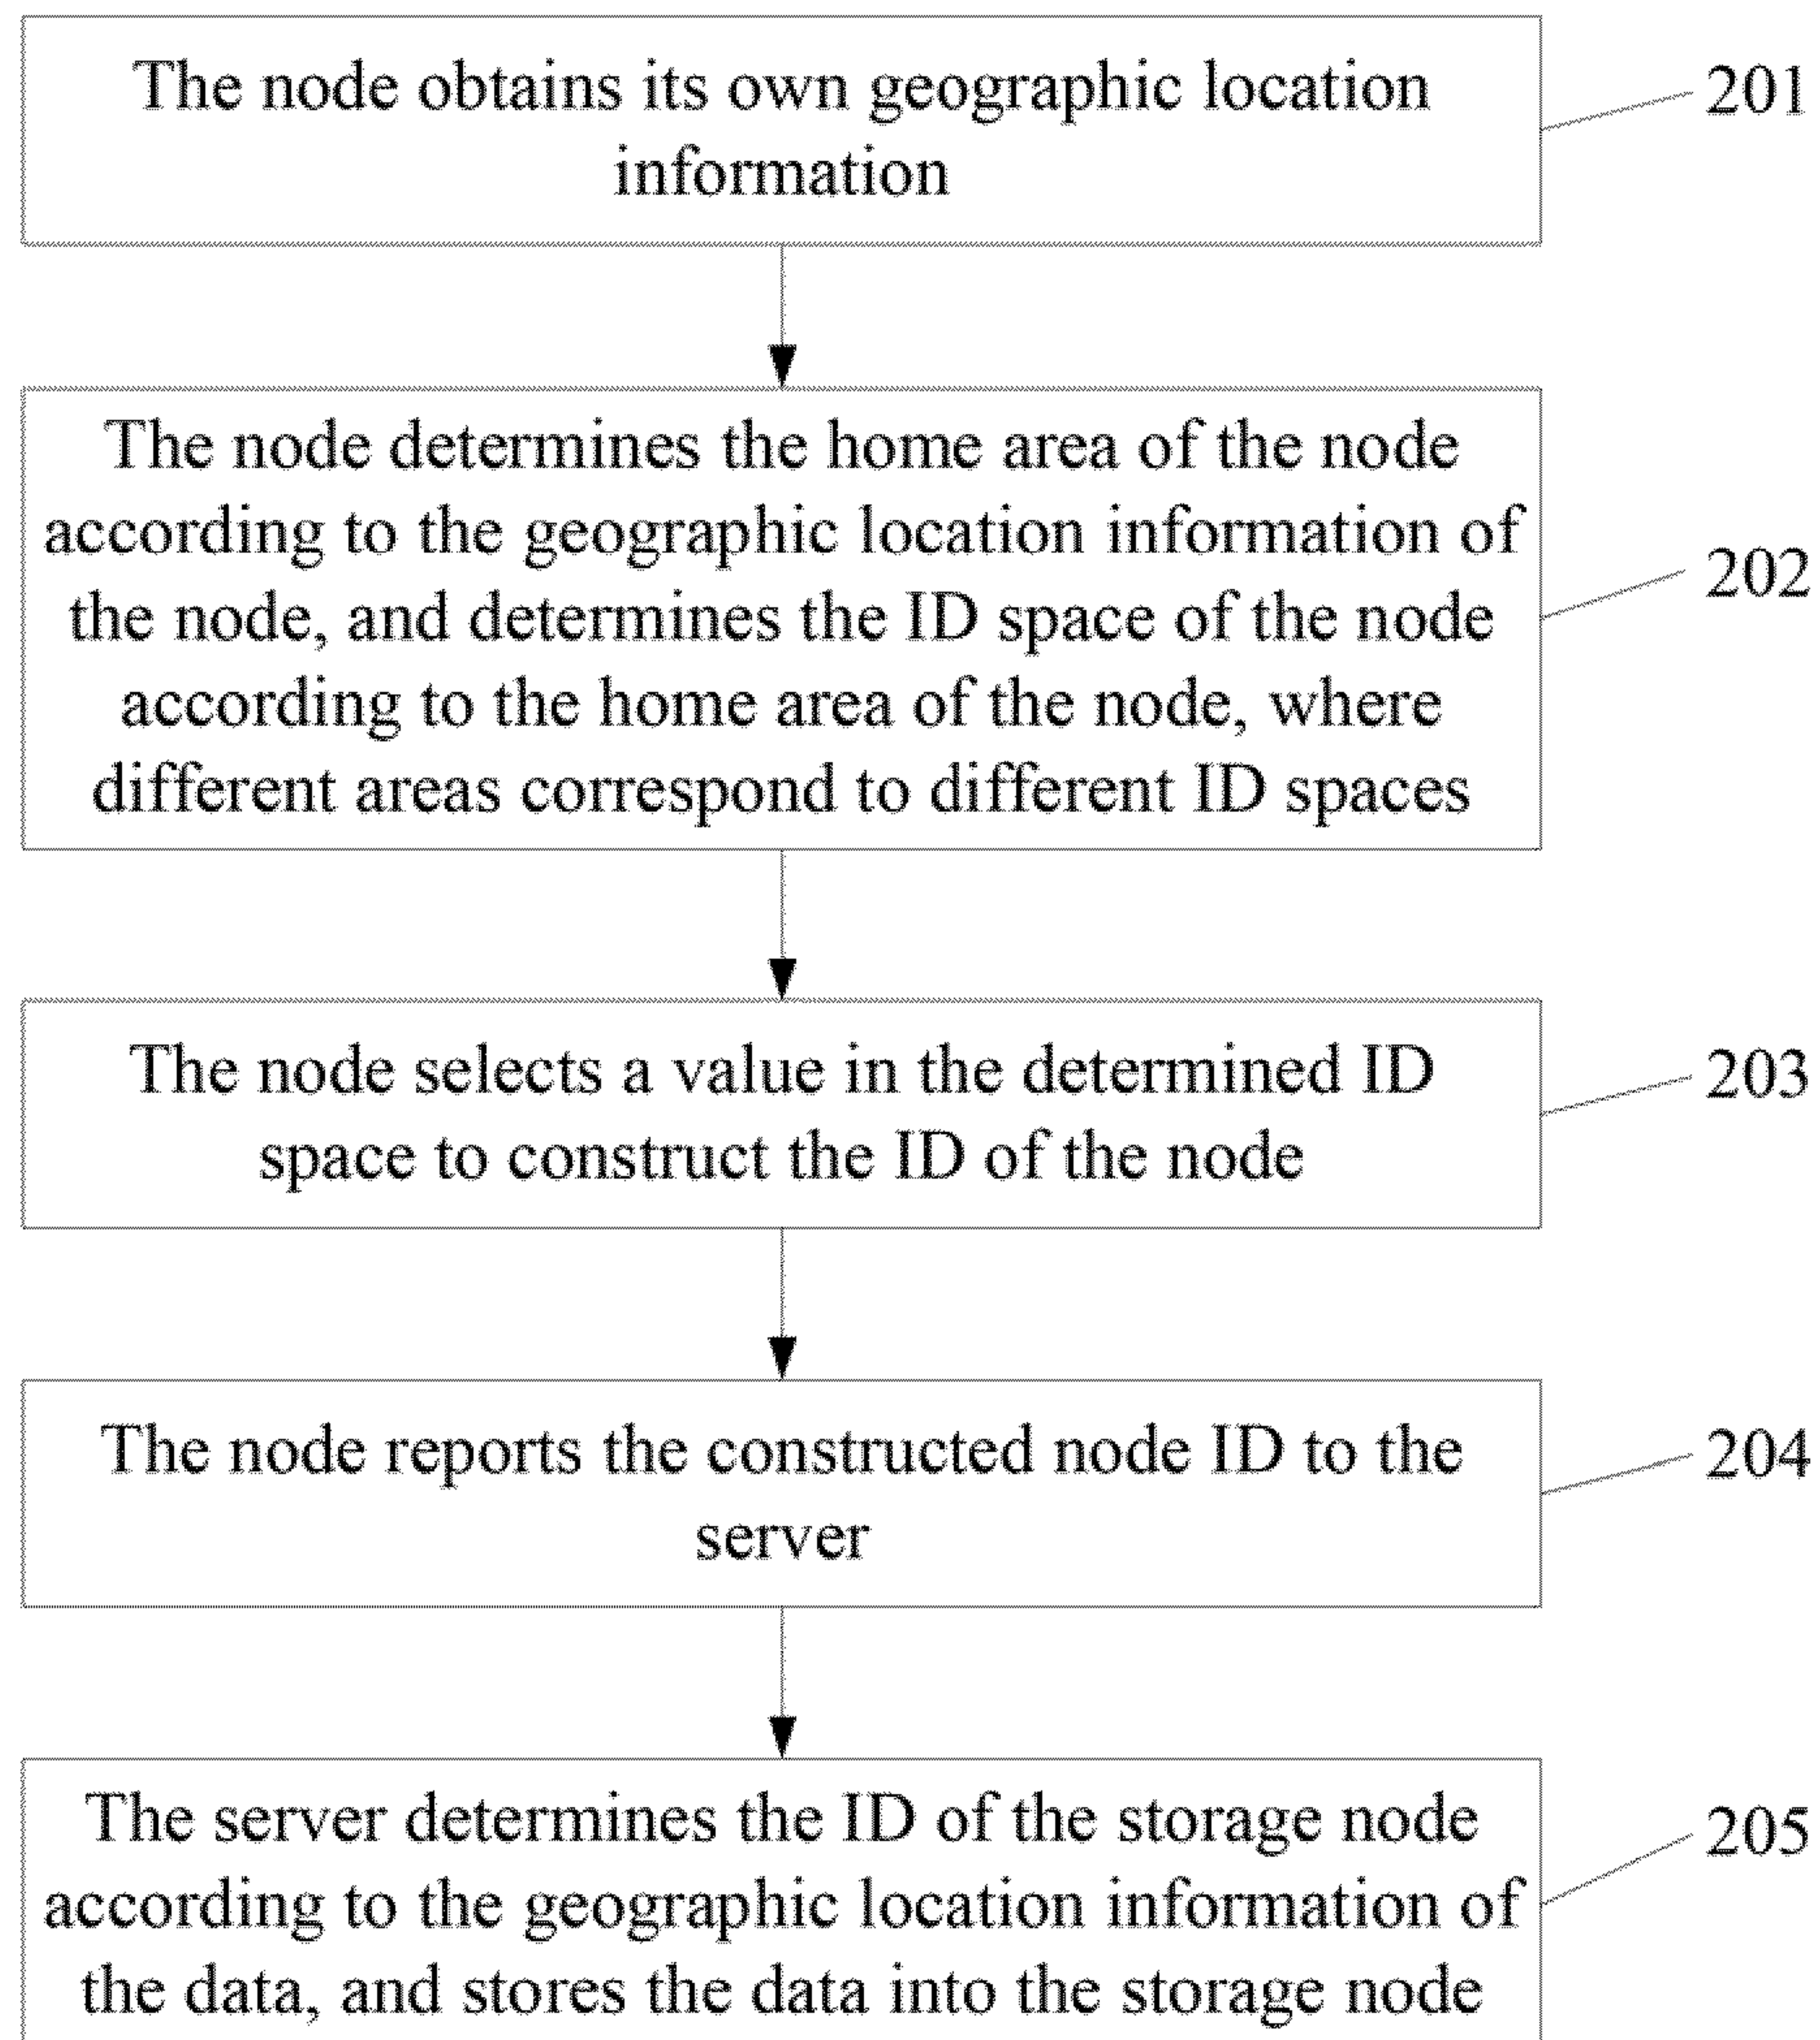 The node obtains its own geographic location
information
201
The node determines the home area of the node
according to the geographic location information of
the node, and determines the ID space of the node
according to the home area of the node, where
different areas correspond to different ID spaces
202
The node selects a value in the determined ID
space to construct the ID of the node
203
The node reports the constructed node ID to the
server
204
The server determines the ID of the storage node
according to the geographic location information of
the data, and stores the data into the storage node
205